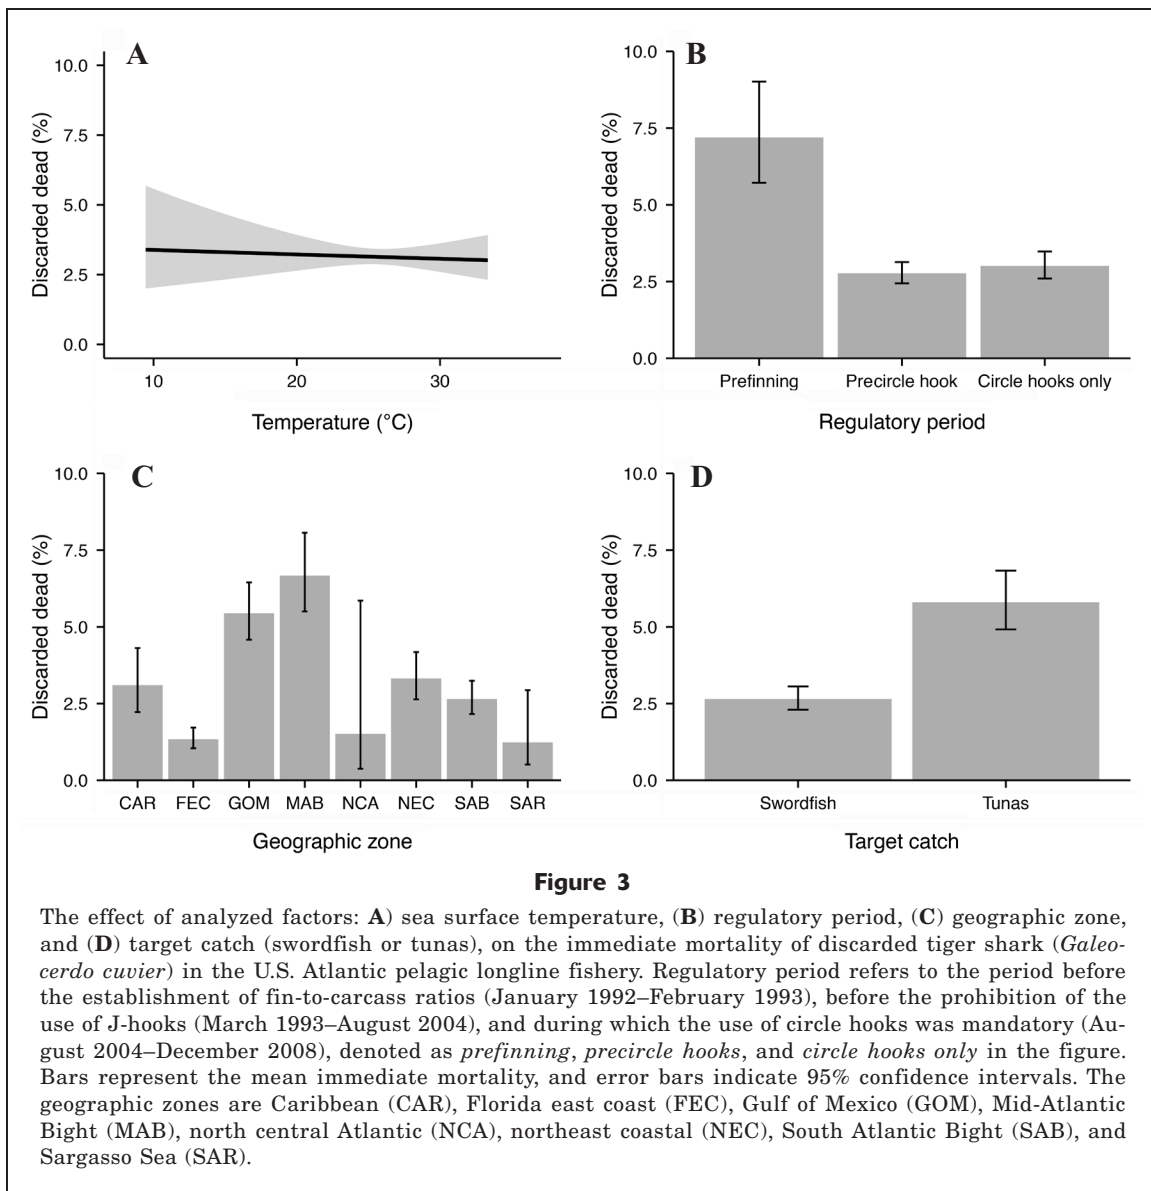 A
Discarded dead (%)
10.0
7.5
5.0
2.5
0.0
10 20 30
Temperature (°C)
B
Discarded dead (%)
10.0
7.5
5.0
2.5
0.0
Prefinning Precircle hook Circle hooks only
Regulatory period
C
Discarded dead (%)
10.0
7.5
5.0
2.5
0.0
CAR FEC GOM MAB NCA NEC SAB SAR
Geographic zone
D
Discarded dead (%)
10.0
7.5
5.0
2.5
0.0
Swordfish Tunas
Target catch
Figure 3
The effect of analyzed factors: A) sea surface temperature, (B) regulatory period, (C) geographic zone,
and (D) target catch (swordfish or tunas), on the immediate mortality of discarded tiger shark (Galeo-
cerdo cuvier) in the U.S. Atlantic pelagic longline fishery. Regulatory period refers to the period before
the establishment of fin-to-carcass ratios (January 1992–February 1993), before the prohibition of the
use of J-hooks (March 1993–August 2004), and during which the use of circle hooks was mandatory (Au-
gust 2004–December 2008), denoted as prefinning, precircle hooks, and circle hooks only in the figure.
Bars represent the mean immediate mortality, and error bars indicate 95% confidence intervals. The
geographic zones are Caribbean (CAR), Florida east coast (FEC), Gulf of Mexico (GOM), Mid-Atlantic
Bight (MAB), north central Atlantic (NCA), northeast coastal (NEC), South Atlantic Bight (SAB), and
Sargasso Sea (SAR).